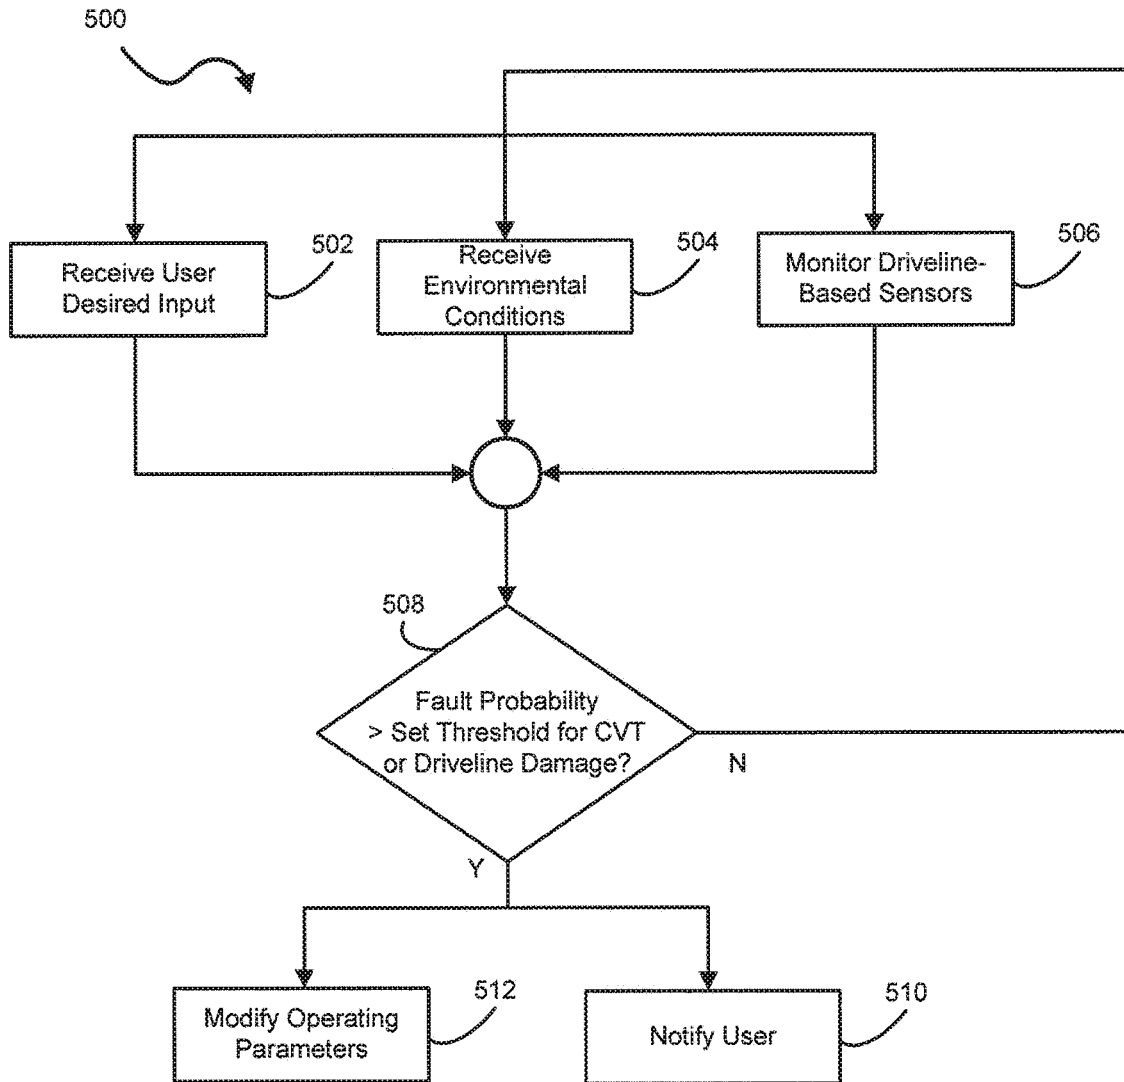 500
502
Receive User
Desired Input
504
Receive
Environmental
Conditions
506
Monitor Driveline-
Based Sensors
508
Fault Probability
> Set Threshold for CVT
or Driveline Damage?
N
Y
512
Modify Operating
Parameters
510
Notify User